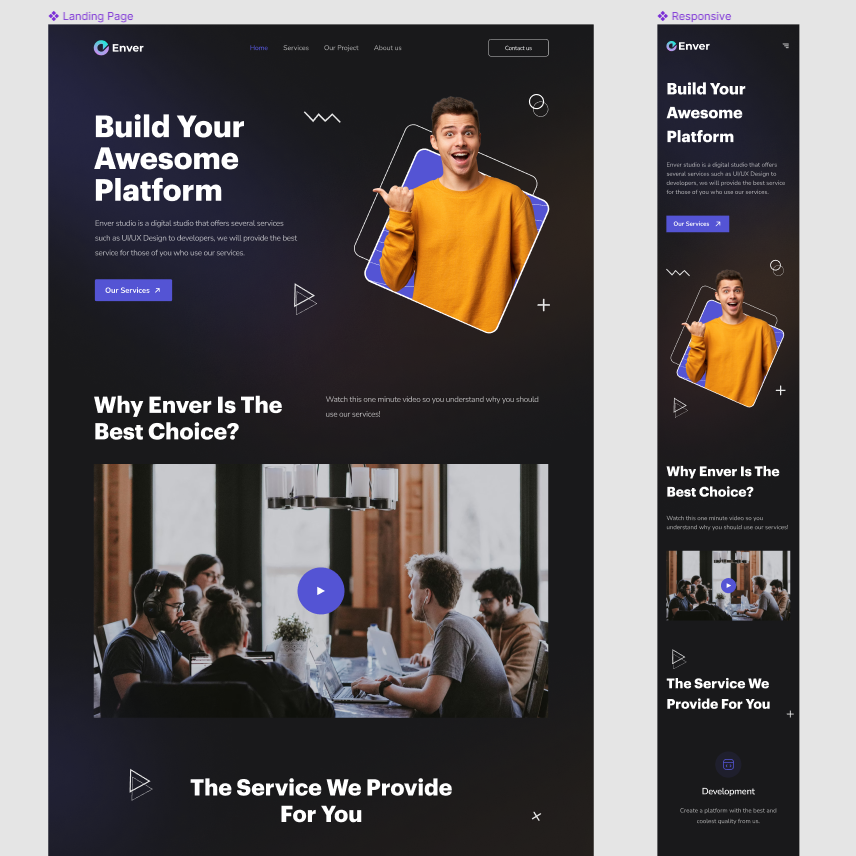 Landing Page
Enver
Home
Services
Our Project
About us
Contact us
Build Your
Awesome
Platform
Enver studio is a digital studio that offers several services
such as UI/UX Design to developers, we will provide the best
service for those of you who use our services.
Our Services
Why Enver Is The
Best Choice?
Watch this one minute video so you understand why you should
use our services!
The Service We Provide
For You
Responsive
Enver
Build Your
Awesome
Platform
Enver studio is a digital studio that offers
several services such as UI/UX Design to
developers, we will provide the best service
for those of you who use our services.
Our Services
Why Enver Is The
Best Choice?
Watch this one minute video so you
understand why you should use our services!
The Service We
Provide For You
Development
Create a platform with the best and
coolest quality from us.